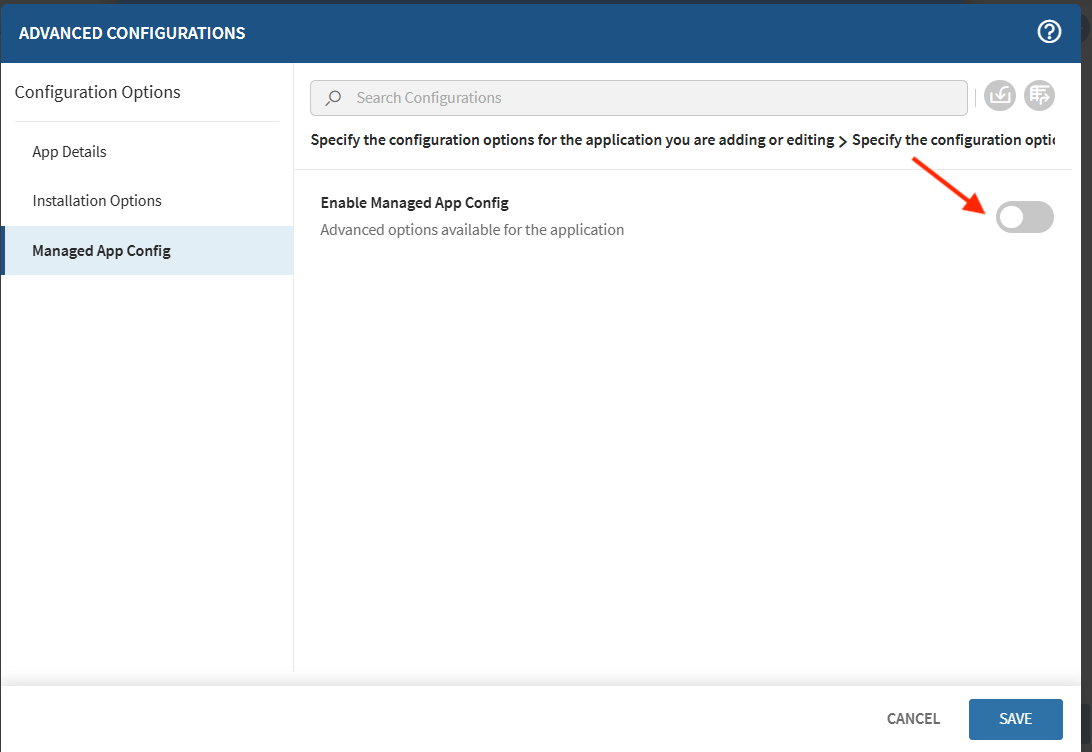 ADVANCED CONFIGURATIONS
Configuration Options
App Details
Installation Options
Managed App Config
Search Configurations
Specify the configuration options for the application you are adding or editing > Specify the configuration
Enable Managed App Config
Advanced options available for the application
CANCEL
SAVE